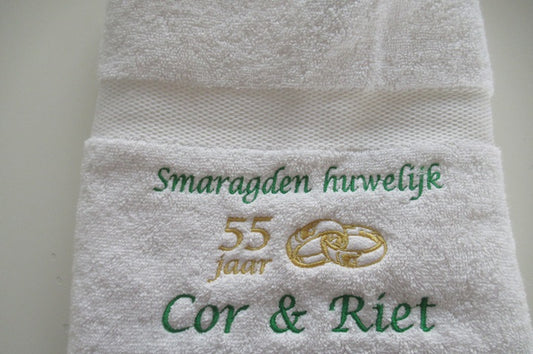 Smaragden huwelijk
55
jaar
Cor & Riet